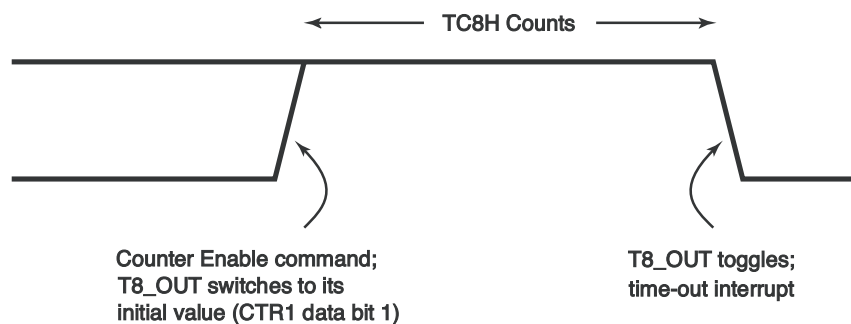 TC8H Counts
Counter Enable command;
T8_OUT switches to its
initial value (CTR1 data bit 1)
T8_OUT toggles;
time-out interrupt